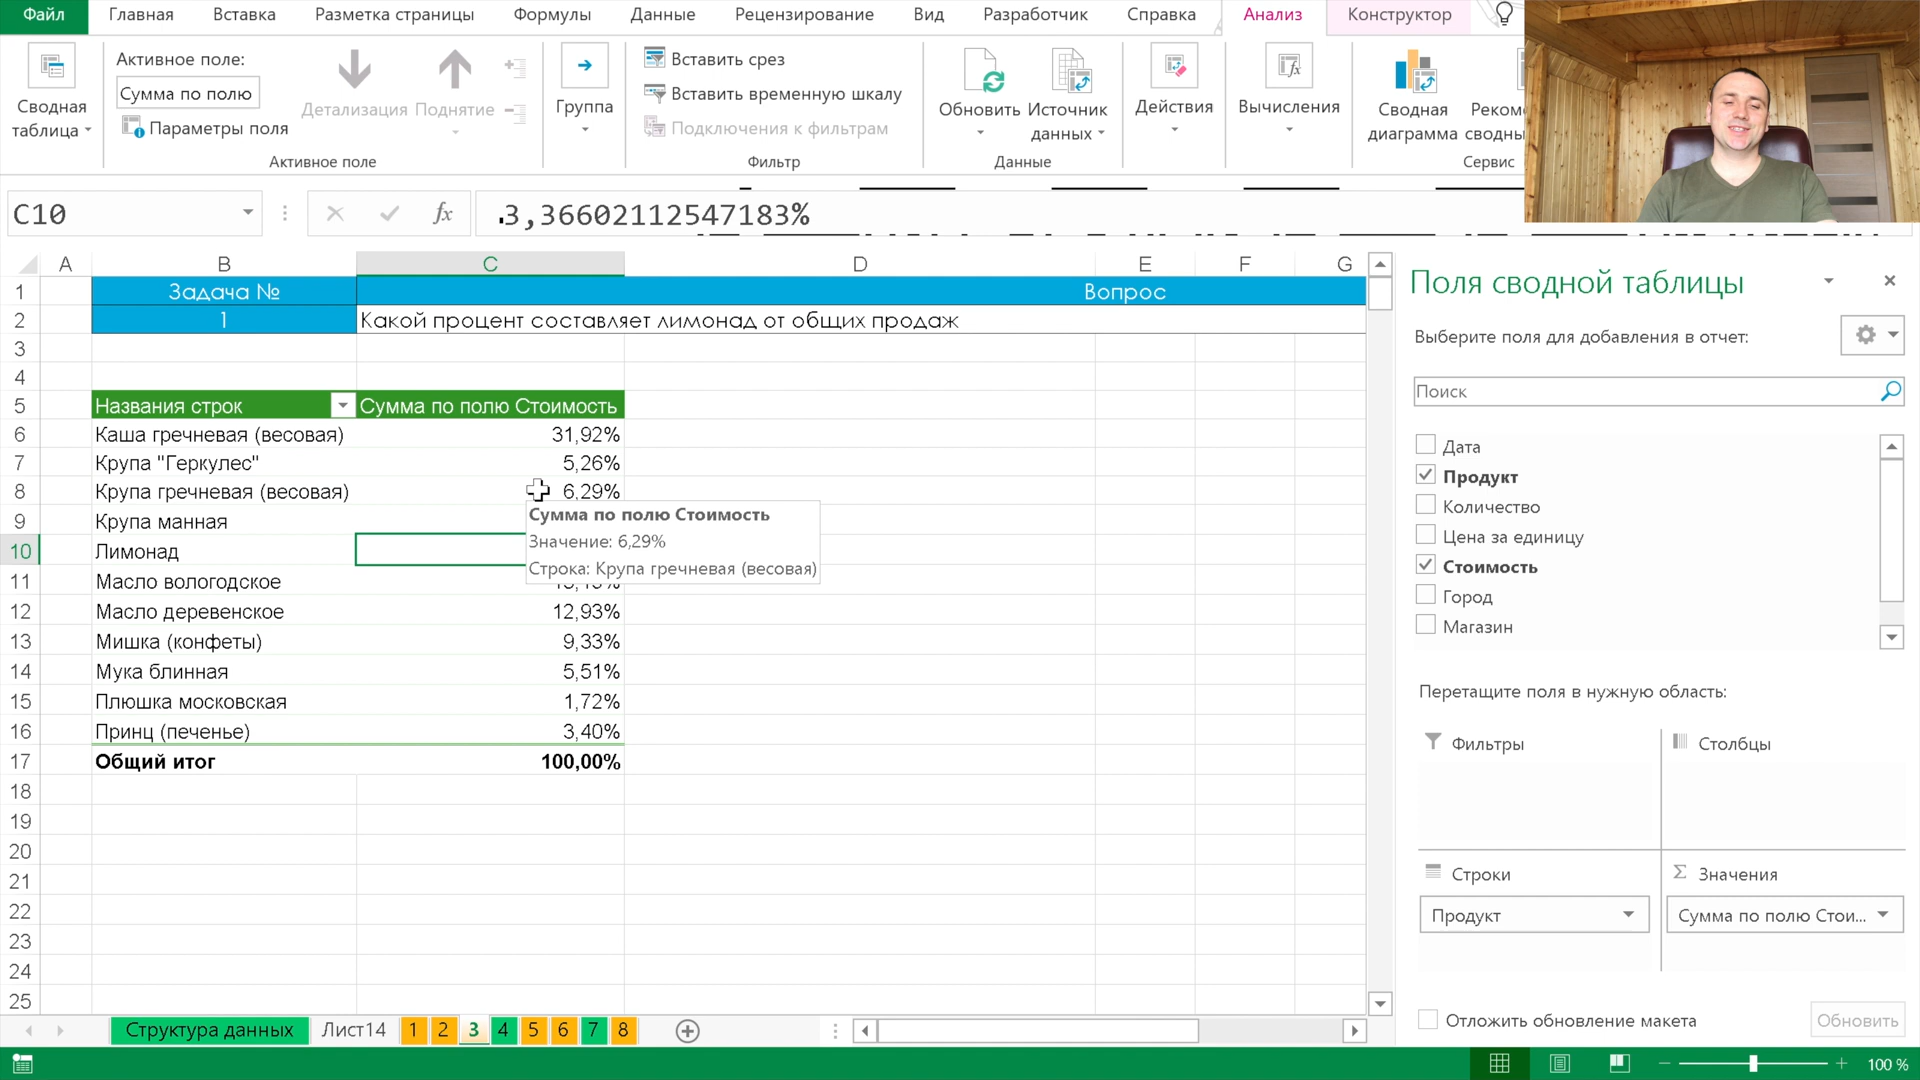 Файл Главная Вставка Разметка страницы Формулы Данные Рецензирование Вид Разработчик Справка Анализ Конструктор
Активное поле:
Сумма по полю
Параметры поля
Сводная
таблица
Детализация Поднятие
Активное поле
Группа
Вставить срез
Вставить временную шкалу
Подключения к фильтрам
Фильтр
Обновить Источник
данных
Данные
Действия
Вычисления
Сводная
диаграмма
Сервис
C10
fx
3,36602112547183%
A B C D E F G
1 Задача № Вопрос
2 1 Какой процент составляет лимонад от общих продаж
3
4
5 Названия строк Сумма по полю Стоимость
6 Каша гречневая (весовая) 31,92%
7 Крупа "Геркулес" 5,26%
8 Крупа гречневая (весовая) 6,29%
9 Крупа манная
10 Лимонад
11 Масло вологодское
12 Масло деревенское 12,93%
13 Мишка (конфеты) 9,33%
14 Мука блинная 5,51%
15 Плюшка московская 1,72%
16 Принц (печенье) 3,40%
17 Общий итог 100,00%
18
19
20
21
22
23
24
25
Сумма по полю Стоимость
Значение: 6,29%
Строка: Крупа гречневая (весовая)
Поля сводной таблицы
Выберите поля для добавления в отчет:
Поиск
Дата
Продукт
Количество
Цена за единицу
Стоимость
Город
Магазин
Перетащите поля в нужную область:
Фильтры
Столбцы
Строки
Σ Значения
Продукт
Сумма по полю Стои...
Отложить обновление макета
Обновить
Структура данных Лист14 1 2 3 4 5 6 7 8
100 %